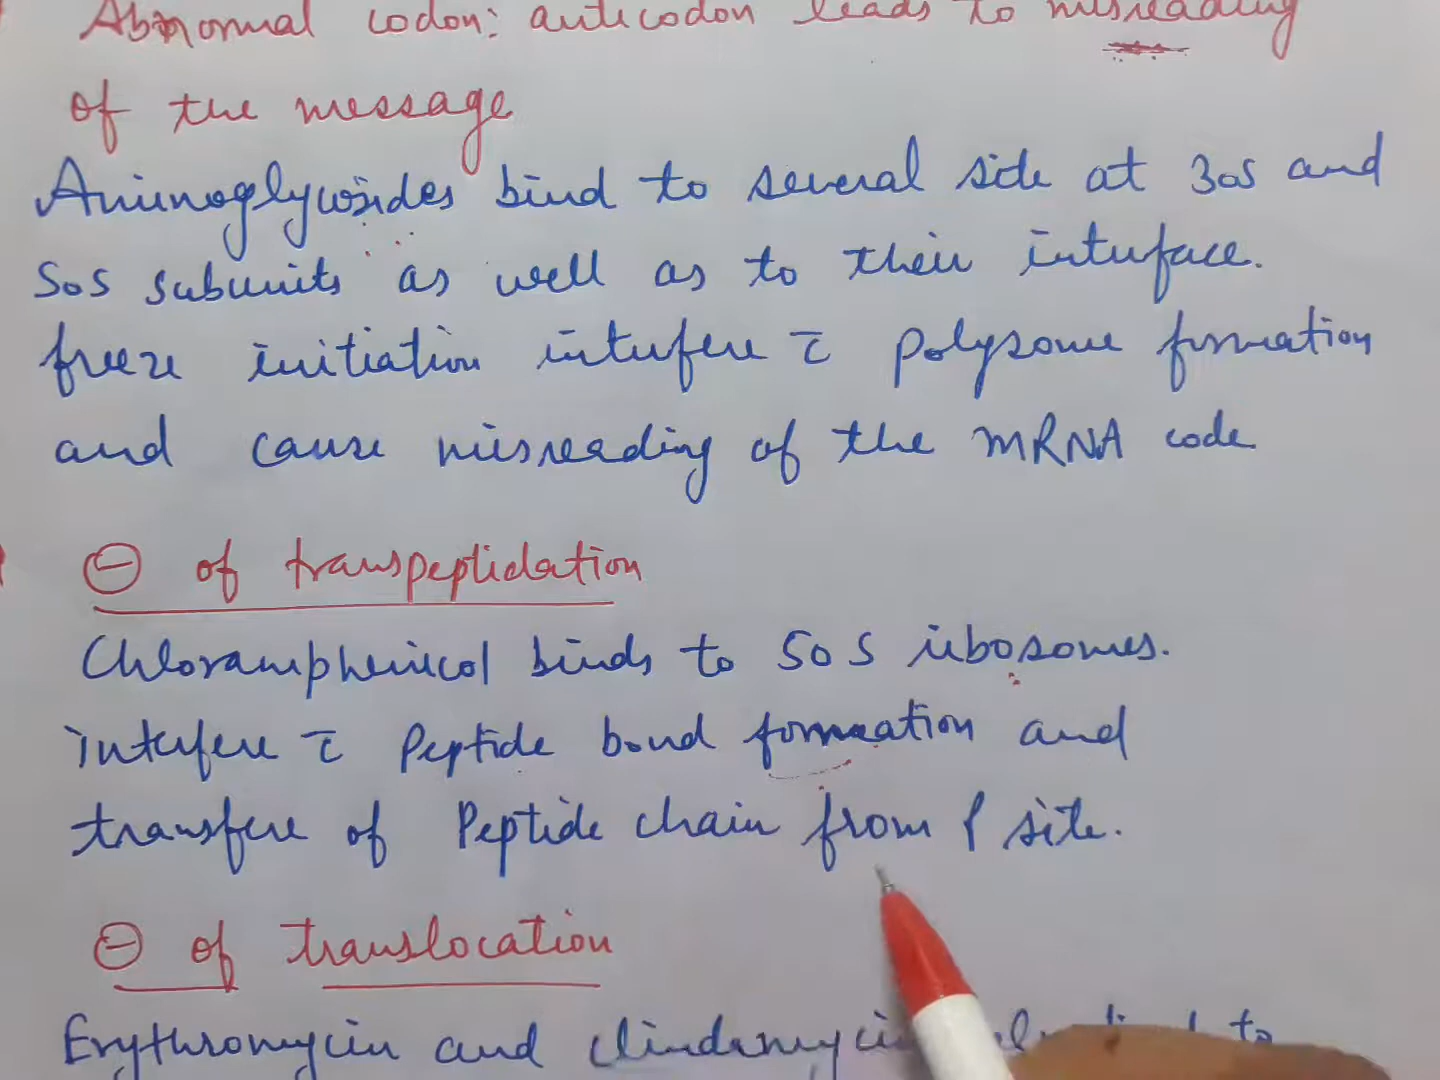 Abnormal codon: anticodon leads to misreading
of the message
Aminoglycosides bind to several site at 30S and
50S subunits as well as to their interface.
freeze initiation interfere c̄ polysome formation
and cause misreading of the mRNA code
⊖ of transpeptidation
Chloramphenicol binds to 50S ribosomes.
interfere c̄ Peptide bond formation and
transfere of Peptide chain from P site.
⊖ of translocation
Erythromycin and clindamycin to